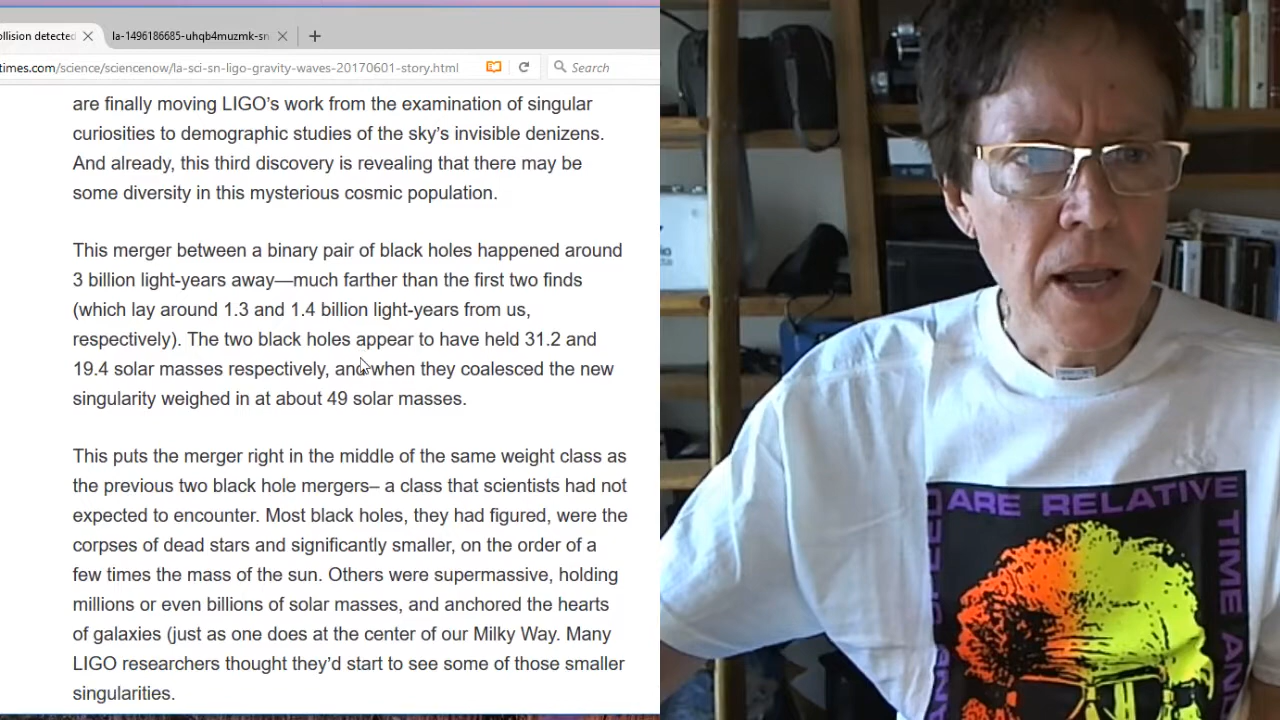 ollision detected
la-1496186685-uhqb4muzmk-sn
times.com/science/sciencenow/la-sci-sn-ligo-gravity-waves-20170601-story.html
Search
are finally moving LIGO's work from the examination of singular
curiosities to demographic studies of the sky's invisible denizens.
And already, this third discovery is revealing that there may be
some diversity in this mysterious cosmic population.
This merger between a binary pair of black holes happened around
3 billion light-years away—much farther than the first two finds
(which lay around 1.3 and 1.4 billion light-years from us,
respectively). The two black holes appear to have held 31.2 and
19.4 solar masses respectively, and when they coalesced the new
singularity weighed in at about 49 solar masses.
This puts the merger right in the middle of the same weight class as
the previous two black hole mergers– a class that scientists had not
expected to encounter. Most black holes, they had figured, were the
corpses of dead stars and significantly smaller, on the order of a
few times the mass of the sun. Others were supermassive, holding
millions or even billions of solar masses, and anchored the hearts
of galaxies (just as one does at the center of our Milky Way. Many
LIGO researchers thought they'd start to see some of those smaller
singularities.
ARE RELATIVE
TIME AND